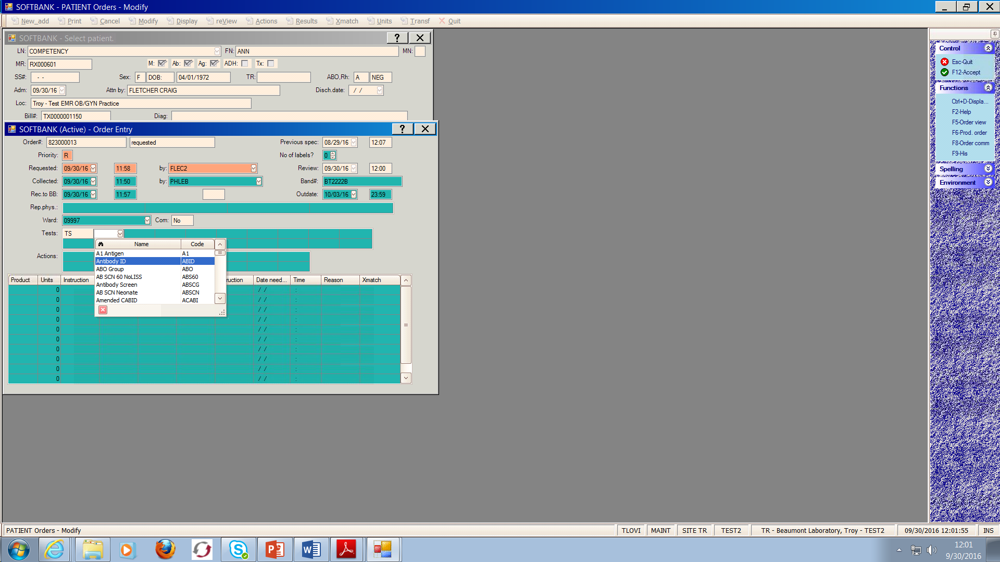 SOFTBANK - PATIENT Orders - Modify
New_add Print Cancel Modify Display reView Actions Results Xmatch Units Transf Quit
SOFTBANK - Select patient. ?
LN: COMPETENCY FN: ANN MN:
MR: RX000601 M: Ab: Ag: ADH: Tx:
SS#: - - Sex: F DOB: 04/01/1972 TR: ABO,Rh: A NEG
Adm: 09/30/16 Attn by: FLETCHER CRAIG Disch.date: / /
Loc: Troy - Test EMR OB/GYN Practice
Bill#: TX0000001150 Diag:
SOFTBANK (Active) - Order Entry ?
Order#: 823000013 requested Previous spec: 08/29/16 12:07
Priority: R No of labels? 0
Requested: 09/30/16 11:58 by: FLEC2 Review: 09/30/16 12:00
Collected: 09/30/16 11:50 by: PHLEB Band#: BT2222B
Rec.to BB: 09/30/16 11:57 Outdate: 10/03/16 23:59
Rep.phys.:
Ward: 09997 Com: No
Tests: TS
Name Code
A1 Antigen A1
Antibody ID ABID
ABO Group ABO
AB SCN 60 NoLISS ABS60
Antibody Screen ABSCG
AB SCN Neonate ABSCN
Amended CABID ACABI
Actions:
Product Units Instruction ruction Date need... Time Reason Xmatch
0 / / :
0 / / :
0 / / :
0 / / :
0 / / :
0 / / :
0 / / :
0 / / :
0 / / :
0 / / :
Control
Esc-Quit
F12-Accept
Functions
Ctrl+D-Displa...
F2-Help
F5-Order view
F6-Prod. order
F8-Order comm
F9-His
Spelling
Environment
PATIENT Orders - Modify TLOVI MAINT SITE TR TEST2 TR - Beaumont Laboratory, Troy - TEST2 09/30/2016 12:01:55 INS
12:01
9/30/2016